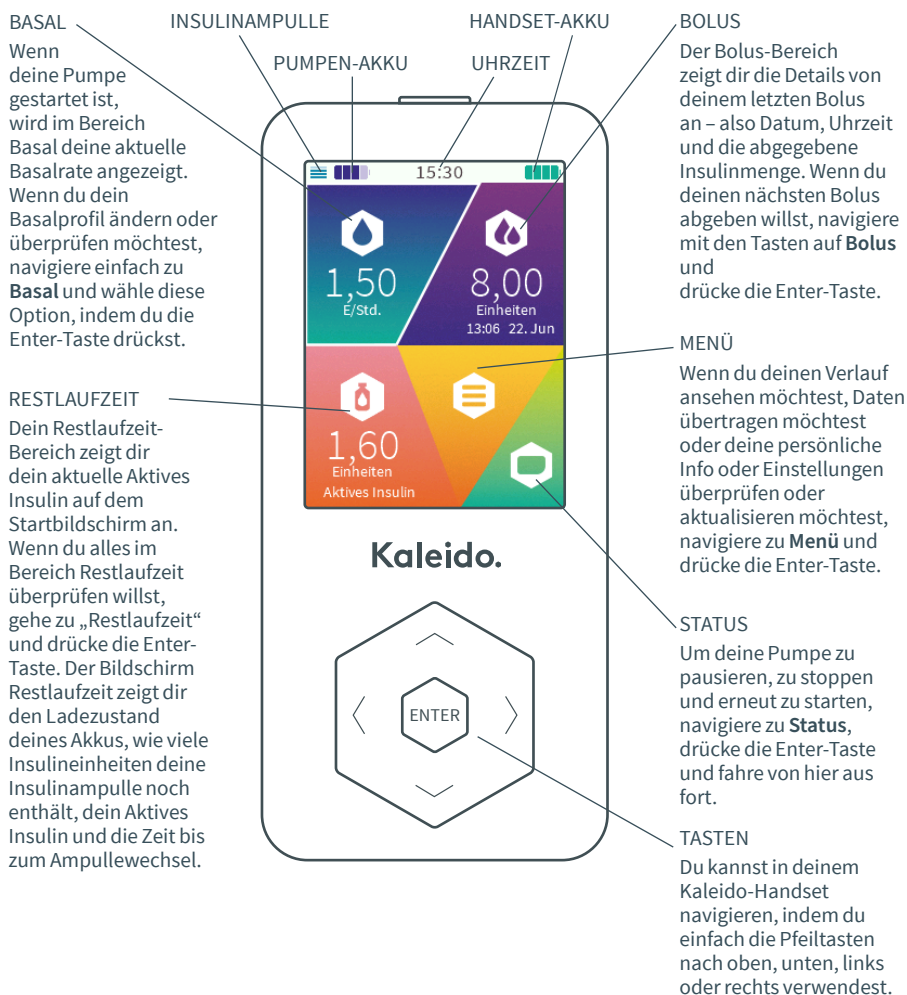 BASAL
Wenn
deine Pumpe
gestartet ist,
wird im Bereich
Basal deine aktuelle
Basalrate angezeigt.
Wenn du dein
Basalprofil ändern oder
überprüfen möchtest,
navigiere einfach zu
Basal und wähle diese
Option, indem du die
Enter-Taste drückst.
RESTLAUFZEIT
Dein Restlaufzeit-
Bereich zeigt dir
dein aktuelle Aktives
Insulin auf dem
Startbildschirm an.
Wenn du alles im
Bereich Restlaufzeit
überprüfen willst,
gehe zu „Restlaufzeit“
und drücke die Enter-
Taste. Der Bildschirm
Restlaufzeit zeigt dir
den Ladezustand
deines Akkus, wie viele
Insulineinheiten deine
Insulinampulle noch
enthält, dein Aktives
Insulin und die Zeit bis
zum Ampullewechsel.
INSULINAMPULLE
PUMPEN-AKKU
HANDSET-AKKU
UHRZEIT
15:30
1,50
E/Std.
8,00
Einheiten
13:06 22. Jun
1,60
Einheiten
Aktives Insulin
Kaleido.
ENTER
BOLUS
Der Bolus-Bereich
zeigt dir die Details von
deinem letzten Bolus
an – also Datum, Uhrzeit
und die abgegebene
Insulinmenge. Wenn du
deinen nächsten Bolus
abgeben willst, navigiere
mit den Tasten auf Bolus
und
drücke die Enter-Taste.
MENÜ
Wenn du deinen Verlauf
ansehen möchtest, Daten
übertragen möchtest
oder deine persönliche
Info oder Einstellungen
überprüfen oder
aktualisieren möchtest,
navigiere zu Menü und
drücke die Enter-Taste.
STATUS
Um deine Pumpe zu
pausieren, zu stoppen
und erneut zu starten,
navigiere zu Status,
drücke die Enter-Taste
und fahre von hier aus
fort.
TASTEN
Du kannst in deinem
Kaleido-Handset
navigieren, indem du
einfach die Pfeiltasten
nach oben, unten, links
oder rechts verwendest.